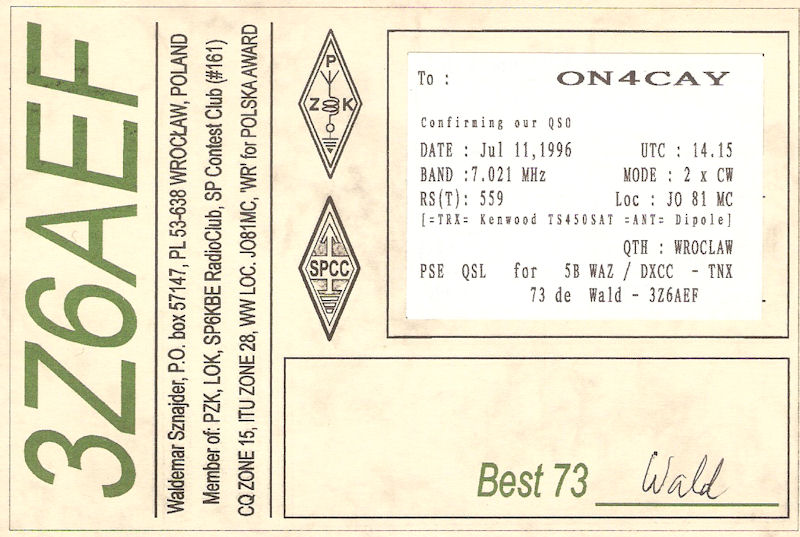 3Z6AEF
Waldemar Sznajder, P.O. box 57147, PL 53-638 WROCŁAW, POLAND
Member of: PZK, LOK, SP6KBE RadioClub, SP Contest Club (#161)
CQ ZONE 15, ITU ZONE 28, WW LOC. JO81MC, 'WR' for POLSKA AWARD
P
Z K
SPCC
To : ON4CAY
Confirming our QSO
DATE : Jul 11,1996 UTC : 14.15
BAND :7.021 MHz MODE : 2 x CW
RS(T): 559 Loc : JO 81 MC
[=TRX= Kenwood TS450SAT =ANT= Dipole]
QTH : WROCLAW
PSE QSL for 5B WAZ / DXCC - TNX
73 de Wald - 3Z6AEF
Best 73 Wald